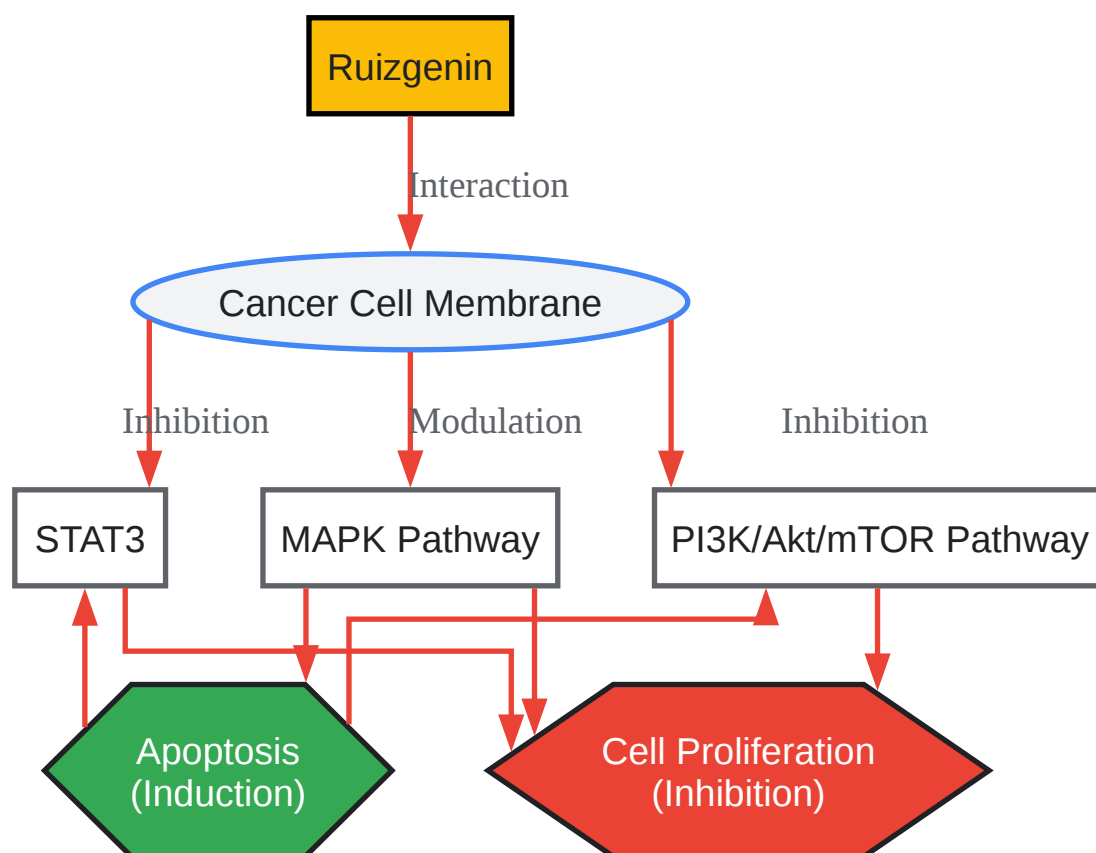 Ruizgenin
Interaction
Cancer Cell Membrane
Inhibition
Modulation
Inhibition
STAT3
MAPK Pathway
PI3K/Akt/mTOR Pathway
Apoptosis
(Induction)
Cell Proliferation
(Inhibition)